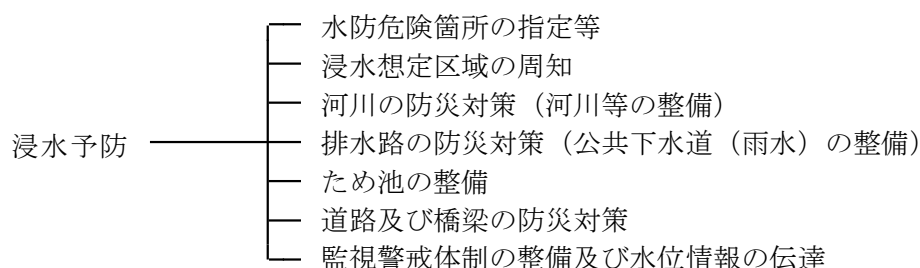 水防危険箇所の指定等
浸水想定区域の周知
河川の防災対策（河川等の整備）
浸水予防
排水路の防災対策（公共下水道（雨水）の整備）
ため池の整備
道路及び橋梁の防災対策
監視警戒体制の整備及び水位情報の伝達